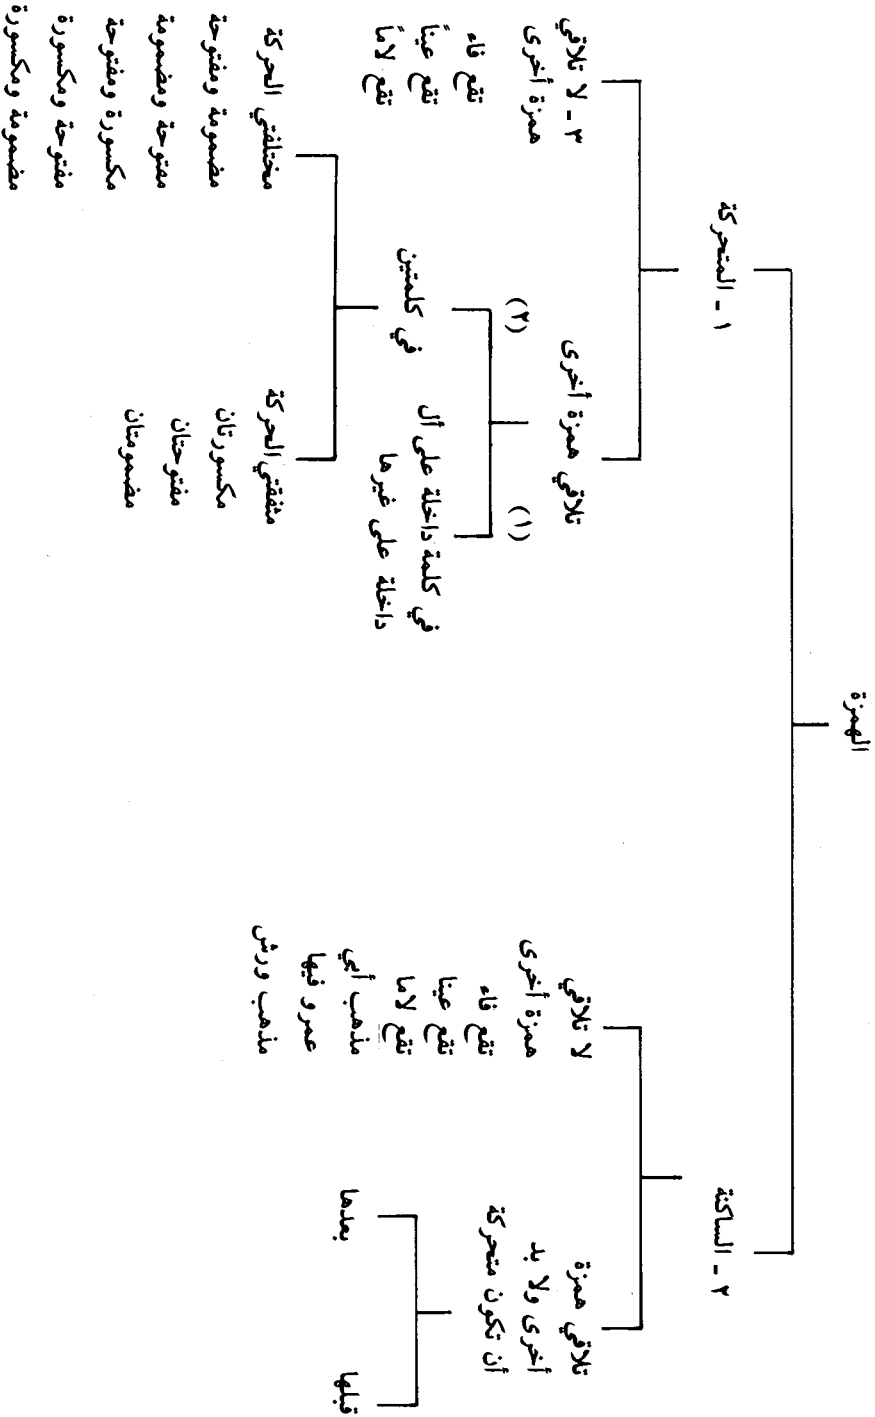 الهمزة
١ ـ المتحركة
تلاقي همزة أخرى
(١)
في كلمة داخلة على أل
داخلة على غيرها
(٢)
في كلمتين
متفقتي الحركة
مكسورتان
مفتوحتان
مضمومتان
مختلفتي الحركة
مضمومة ومفتوحة
مفتوحة ومضمومة
مكسورة ومفتوحة
مفتوحة ومكسورة
مضمومة ومكسورة
٣ ـ لا تلاقي
همزة أخرى
تقع فاء
تقع عيناً
تقع لاماً
٢ ـ الساكنة
تلاقي همزة
أخرى ولا بد
أن تكون متحركة
قبلها
بعدها
لا تلاقي
همزة أخرى
تقع فاء
تقع عينا
تقع لاما
مذهب أبي
عمرو فيها
مذهب ورش